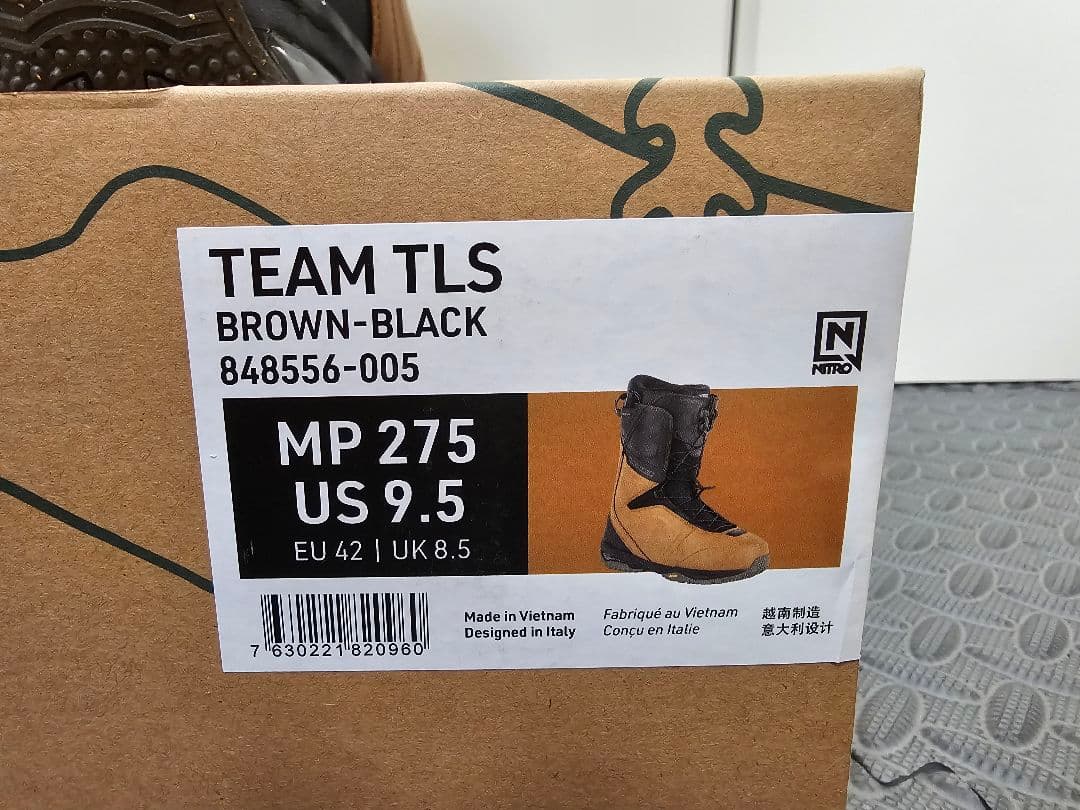 TEAM TLS
BROWN-BLACK
848556-005
N
NITRO
MP 275
US 9.5
EU 42 | UK 8.5
7 630221 820960
Made in Vietnam
Designed in Italy
Fabriqué au Vietnam
Conçu en Italie
越南制造
意大利设计